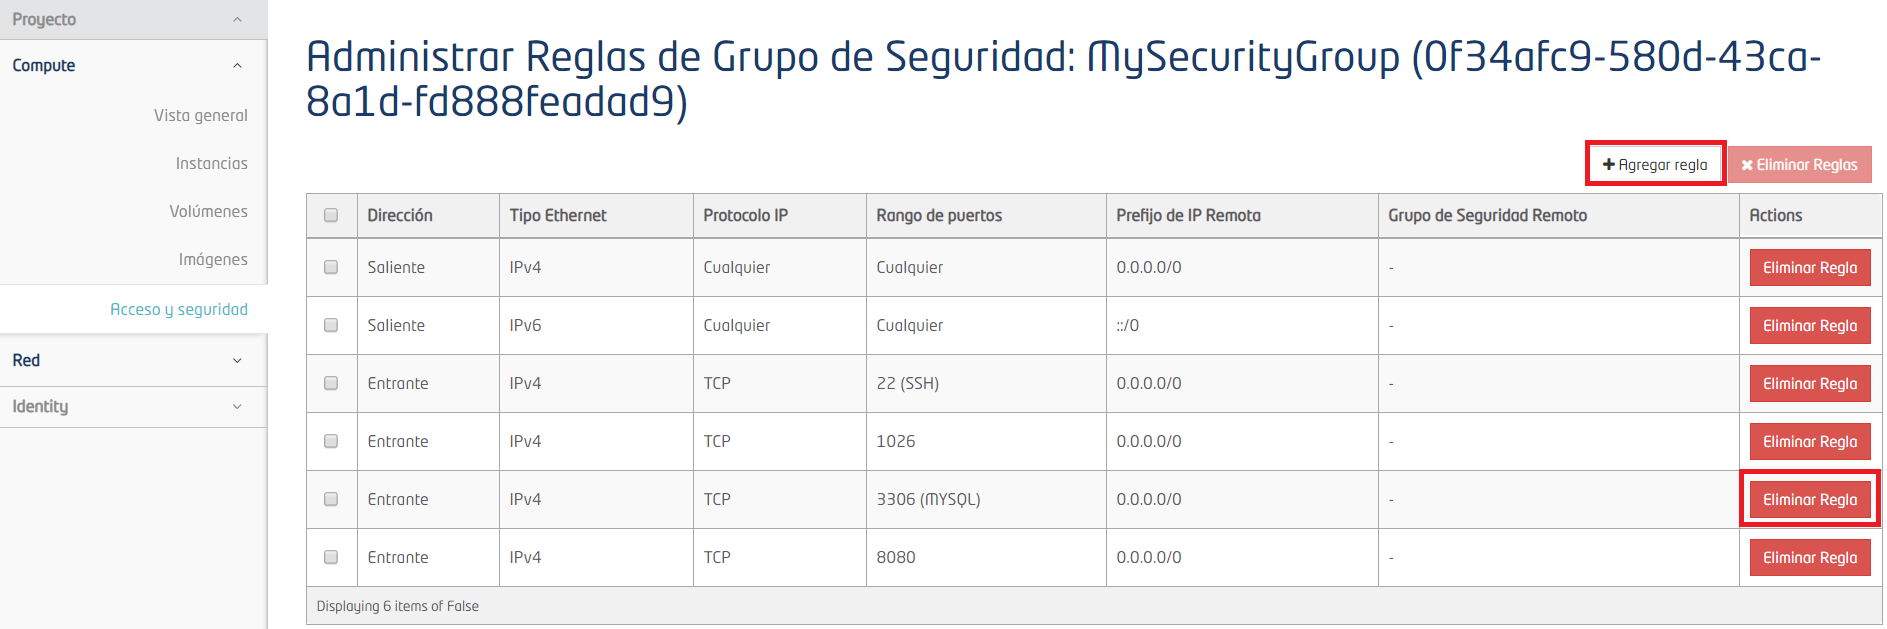 Proyecto
Compute
Vista general
Instancias
Volúmenes
Imágenes
Acceso y seguridad
Red
Identity
Administrar Reglas de Grupo de Seguridad: MySecurityGroup (0f34afc9-580d-43ca-
8a1d-fd888feadad9)
Agregar regla Eliminar Reglas
Dirección Tipo Ethernet Protocolo IP Rango de puertos Prefijo de IP Remota Grupo de Seguridad Remoto Actions
Saliente IPv4 Cualquier Cualquier 0.0.0.0/0 - Eliminar Regla
Saliente IPv6 Cualquier Cualquier ::/0 - Eliminar Regla
Entrante IPv4 TCP 22 (SSH) 0.0.0.0/0 - Eliminar Regla
Entrante IPv4 TCP 1026 0.0.0.0/0 - Eliminar Regla
Entrante IPv4 TCP 3306 (MYSQL) 0.0.0.0/0 - Eliminar Regla
Entrante IPv4 TCP 8080 0.0.0.0/0 - Eliminar Regla
Displaying 6 items of False